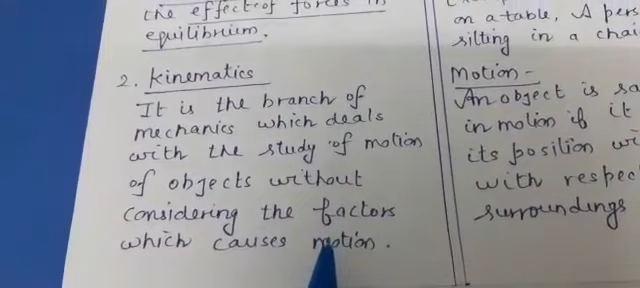 the effect of forces in
equilibrium.
2. Kinematics
It is the branch of
mechanics which deals
with the study of motion
of objects without
considering the factors
which causes motion.
on a table, A pers
sitting in a chai
Motion -
An object is sa
in motion if it
its position wi
with respec
surroundings